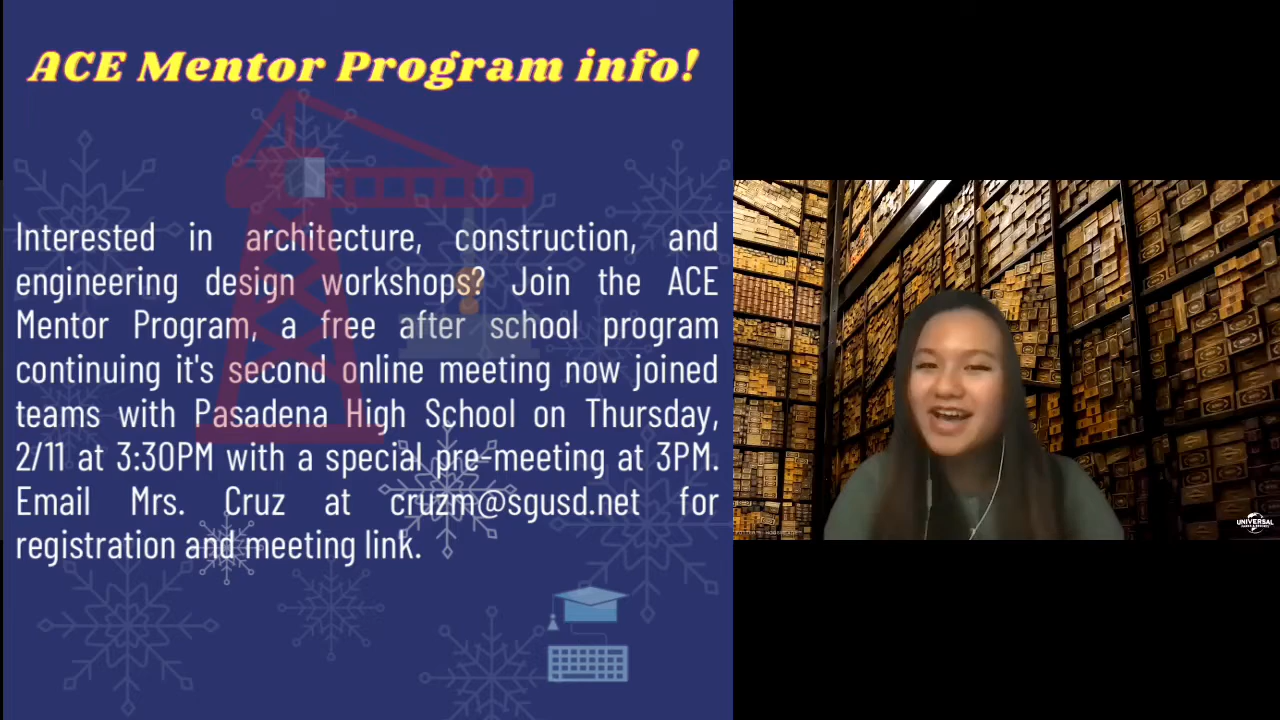 ACE Mentor Program info!
Interested in architecture, construction, and
engineering design workshops? Join the ACE
Mentor Program, a free after school program
continuing it's second online meeting now joined
teams with Pasadena High School on Thursday,
2/11 at 3:30PM with a special pre-meeting at 3PM.
Email Mrs. Cruz at cruzm@sgusd.net for
registration and meeting link.
UNIVERSAL